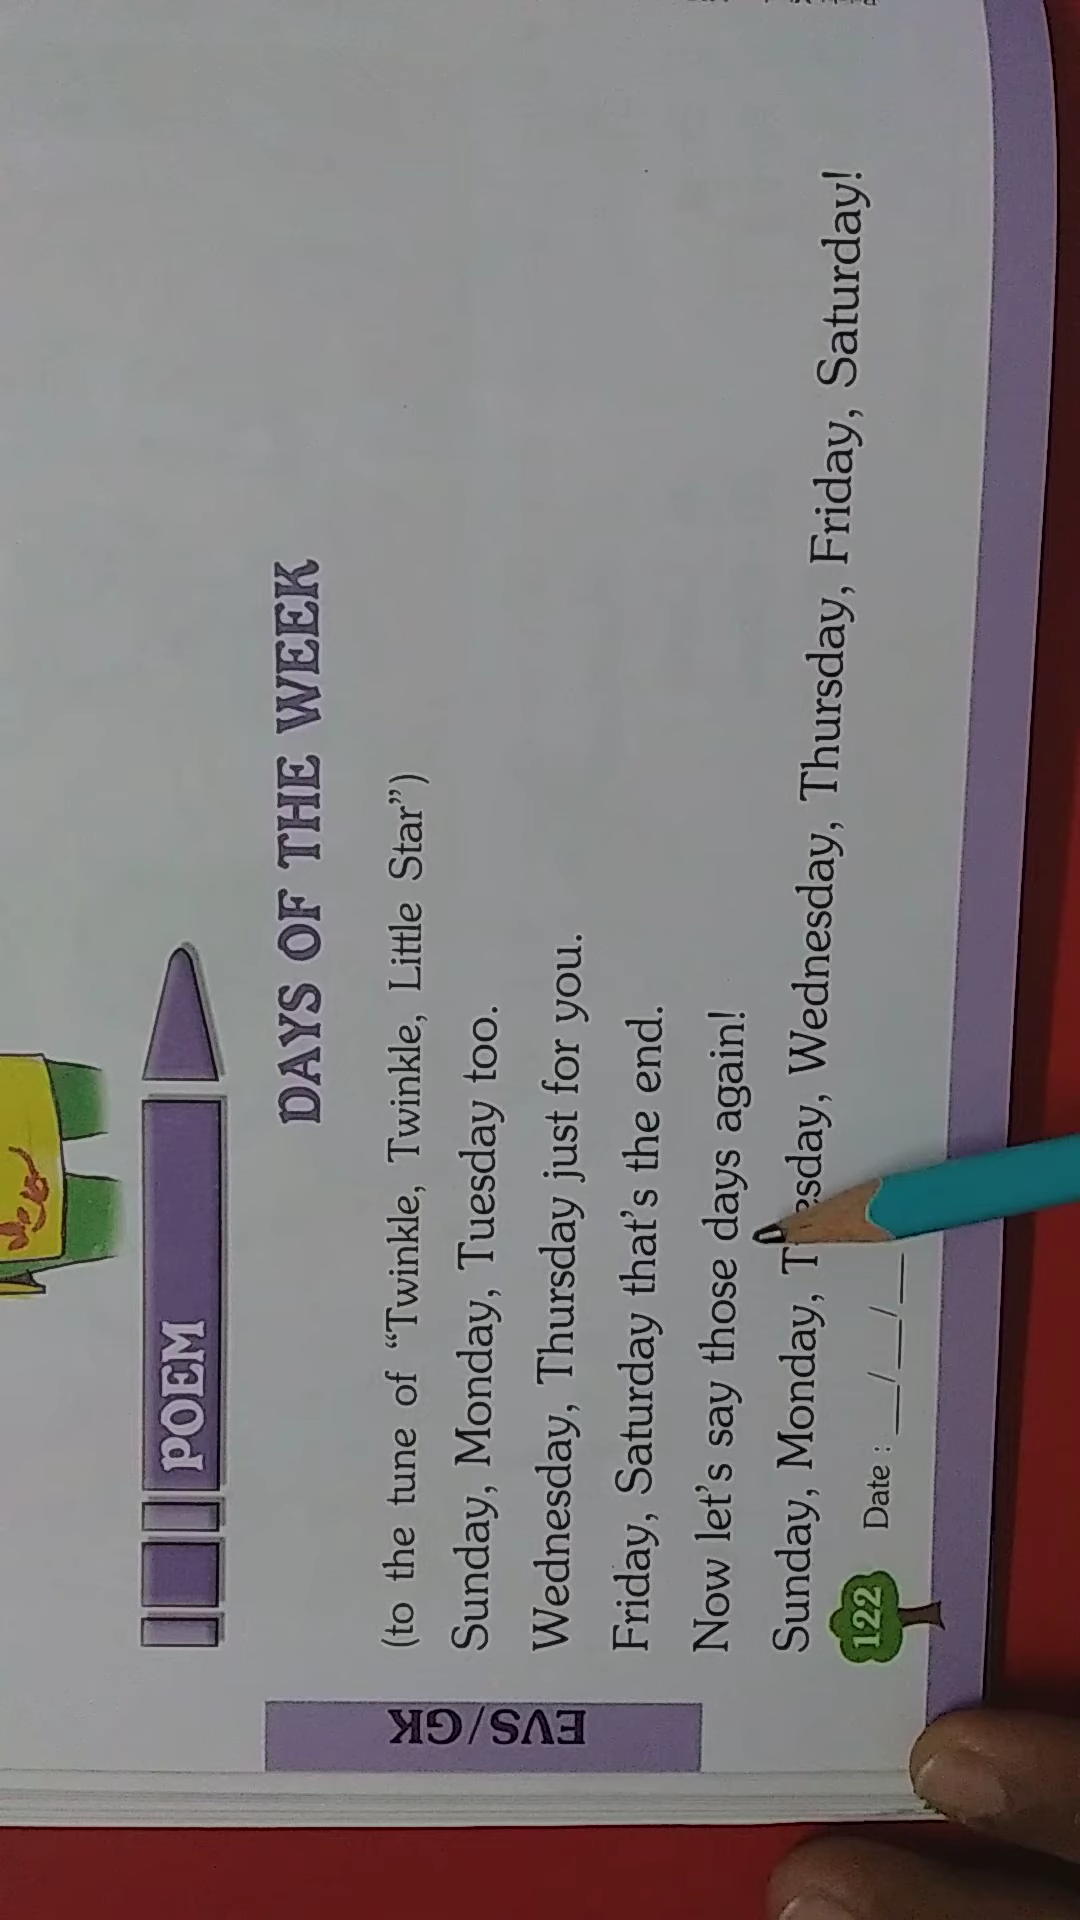 POEM
DAYS OF THE WEEK
(to the tune of “Twinkle, Twinkle, Little Star”)
Sunday, Monday, Tuesday too.
Wednesday, Thursday just for you.
Friday, Saturday that’s the end.
Now let’s say those days again!
Sunday, Monday, Tuesday, Wednesday, Thursday, Friday, Saturday!
122
Date : __/__/__
EVS/GK